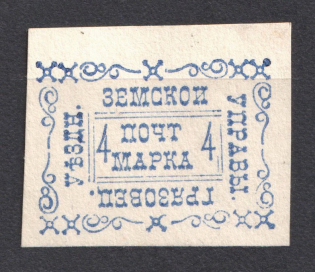 ЗЕМСКОЙ
УПРАВЫ.
ГРЯЗОВЕЦ.
УѢЗДН.
4 ПОЧТ 4
МАРКА